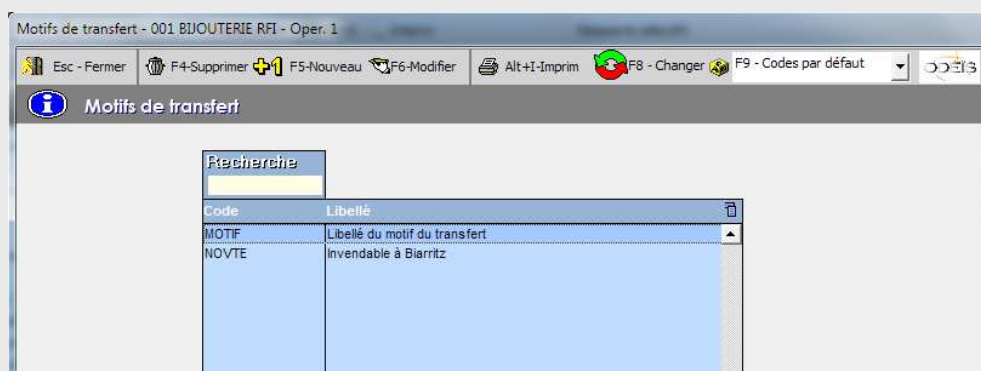 Motifs de transfert - 001 BIJOUTERIE RFI - Oper. 1
Esc - Fermer F4-Supprimer F5-Nouveau F6-Modifier Alt+I-Imprim F8 - Changer F9 - Codes par défaut
Motifs de transfert
Recherche
Code Libellé
MOTIF Libellé du motif du transfert
NOVTE Invendable à Biarritz